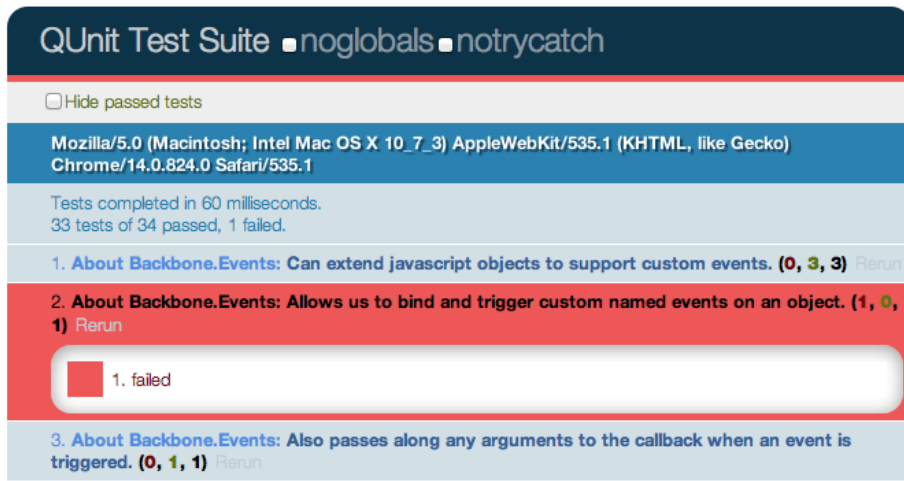 QUnit Test Suite noglobals notrycatch
Hide passed tests
Mozilla/5.0 (Macintosh; Intel Mac OS X 10_7_3) AppleWebKit/535.1 (KHTML, like Gecko)
Chrome/14.0.824.0 Safari/535.1
Tests completed in 60 milliseconds.
33 tests of 34 passed, 1 failed.
1. About Backbone.Events: Can extend javascript objects to support custom events. (0, 3, 3) Rerun
2. About Backbone.Events: Allows us to bind and trigger custom named events on an object. (1, 0,
1) Rerun
1. failed
3. About Backbone.Events: Also passes along any arguments to the callback when an event is
triggered. (0, 1, 1) Rerun